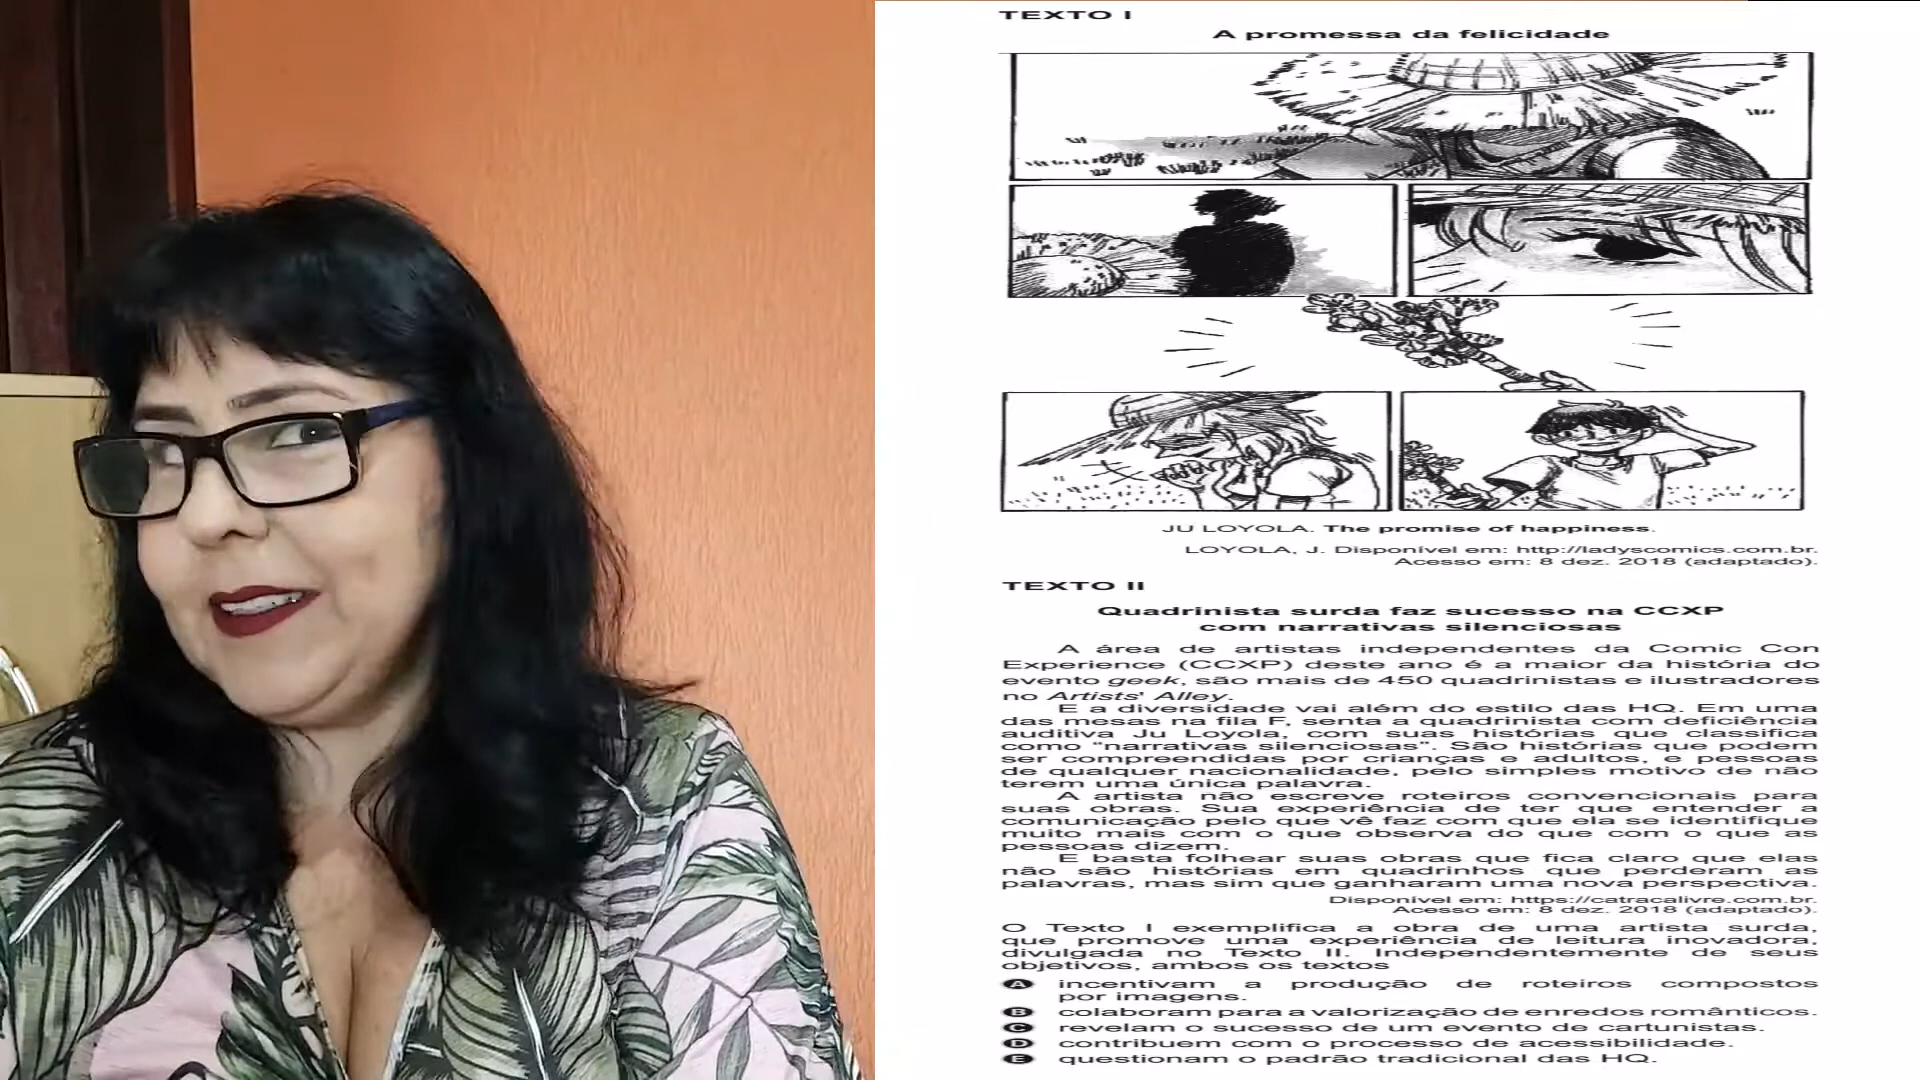 TEXTO I
A promessa da felicidade
JU LOYOLA. The promise of happiness.
LOYOLA, J. Disponível em: http://ladyscomics.com.br.
Acesso em: 8 dez. 2018 (adaptado).
TEXTO II
Quadrinista surda faz sucesso na CCXP
com narrativas silenciosas
A área de artistas independentes da Comic Con
Experience (CCXP) deste ano é a maior da história do
evento geek, são mais de 450 quadrinistas e ilustradores
no Artists' Alley.
E a diversidade vai além do estilo das HQ. Em uma
das mesas na fila F, senta a quadrinista com deficiência
auditiva Ju Loyola, com suas histórias que classifica
como "narrativas silenciosas". São histórias que podem
ser compreendidas por crianças e adultos, e pessoas
de qualquer nacionalidade, pelo simples motivo de não
terem uma única palavra.
A artista não escreve roteiros convencionais para
suas obras. Sua experiência de ter que entender a
comunicação pelo que vê faz com que ela se identifique
muito mais com o que observa do que com o que as
pessoas dizem.
E basta folhear suas obras que fica claro que elas
não são histórias em quadrinhos que perderam as
palavras, mas sim que ganharam uma nova perspectiva.
Disponível em: https://catracalivre.com.br.
Acesso em: 8 dez. 2018 (adaptado).
O Texto I exemplifica a obra de uma artista surda,
que promove uma experiência de leitura inovadora,
divulgada no Texto II. Independentemente de seus
objetivos, ambos os textos
A incentivam a produção de roteiros compostos
por imagens.
B colaboram para a valorização de enredos românticos.
C revelam o sucesso de um evento de cartunistas.
D contribuem com o processo de acessibilidade.
E questionam o padrão tradicional das HQ.